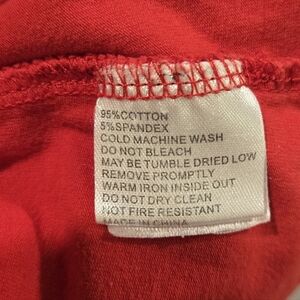 95%COTTON
5%SPANDEX
COLD MACHINE WASH
DO NOT BLEACH
MAY BE TUMBLE DRIED LOW
REMOVE PROMPTLY
WARM IRON INSIDE OUT
DO NOT DRY CLEAN
NOT FIRE RESISTANT
MADE IN CHINA